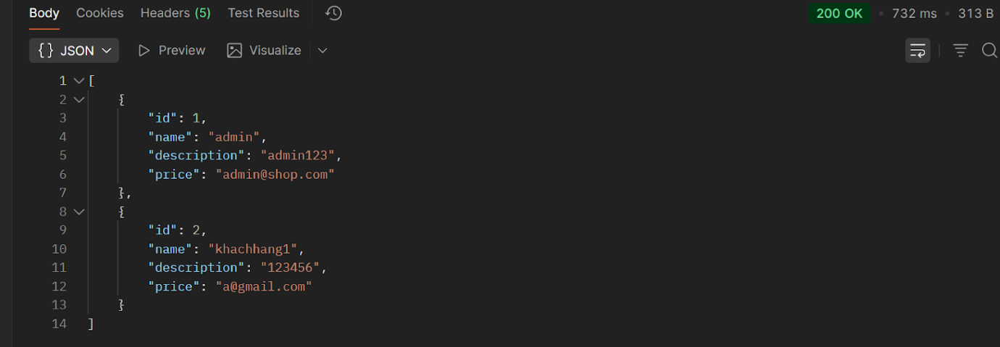 Body Cookies Headers (5) Test Results 200 OK • 732 ms • 313 B
{} JSON Preview Visualize
1 [
2 {
3 "id": 1,
4 "name": "admin",
5 "description": "admin123",
6 "price": "admin@shop.com"
7 },
8 {
9 "id": 2,
10 "name": "khachhang1",
11 "description": "123456",
12 "price": "a@gmail.com"
13 }
14 ]